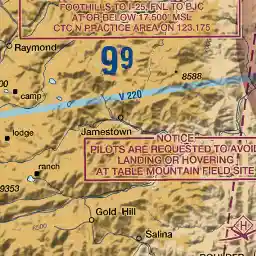 FOOTHILLS TO I-25, FNL TO BJC
AT OR BELOW 17,500' MSL
CTC N PRACTICE AREA ON 123.175
Raymond
99
8588
camp
V 220
lodge
Jamestown
NOTICE
PILOTS ARE REQUESTED TO AVOID
LANDING OR HOVERING
AT TABLE MOUNTAIN FIELD SITE
ranch
9353
Gold Hill
H
Salina